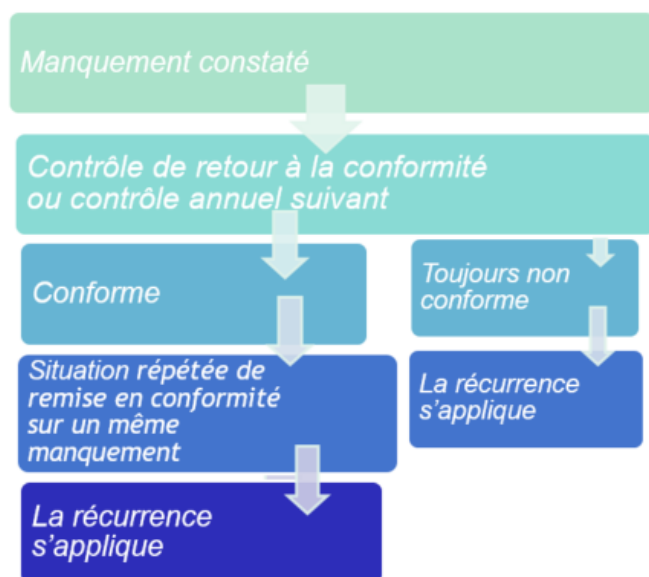 Manquement constaté
Contrôle de retour à la conformité
ou contrôle annuel suivant
Conforme
Situation répétée de
remise en conformité
sur un même
manquement
La récurrence
s'applique
Toujours non
conforme
La récurrence
s'applique